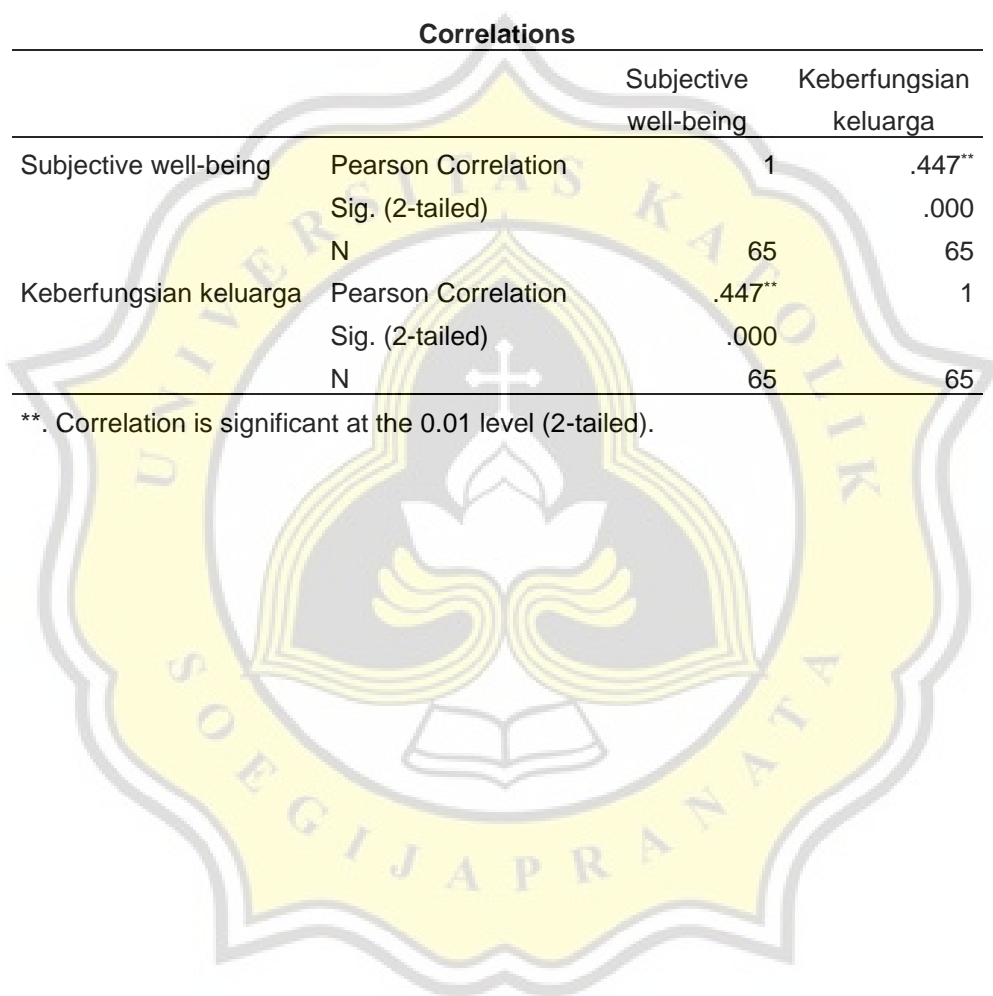 Correlations
Subjective well-being Keberfungsian keluarga
Subjective well-being Pearson Correlation 1 .447**
Sig. (2-tailed) .000
N 65 65
Keberfungsian keluarga Pearson Correlation .447** 1
Sig. (2-tailed) .000
N 65 65
**. Correlation is significant at the 0.01 level (2-tailed).
UNIVERSITAS KATOLIK
SOEGIJAPRANATA